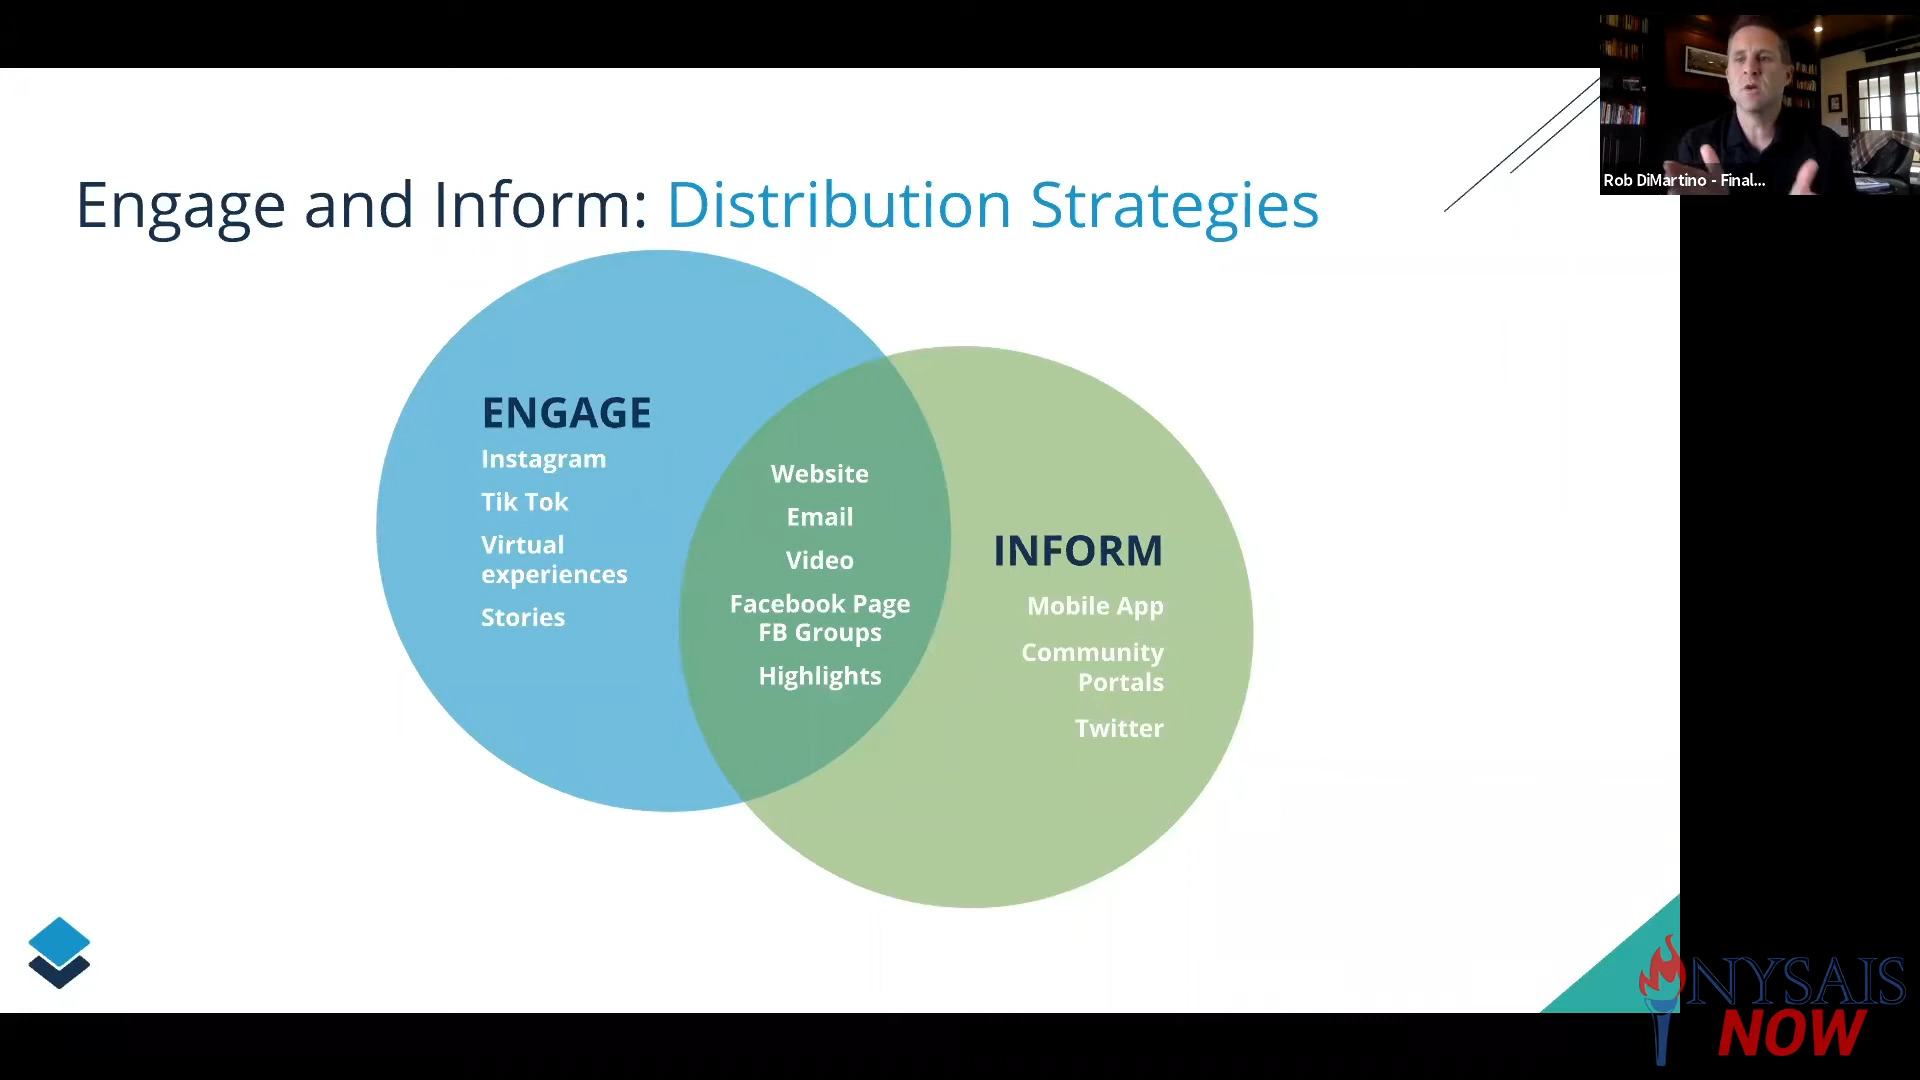 Rob DiMartino - Final...
Engage and Inform: Distribution Strategies
ENGAGE
Instagram
Tik Tok
Virtual
experiences
Stories
Website
Email
Video
Facebook Page
FB Groups
Highlights
INFORM
Mobile App
Community
Portals
Twitter
NYSAIS
NOW